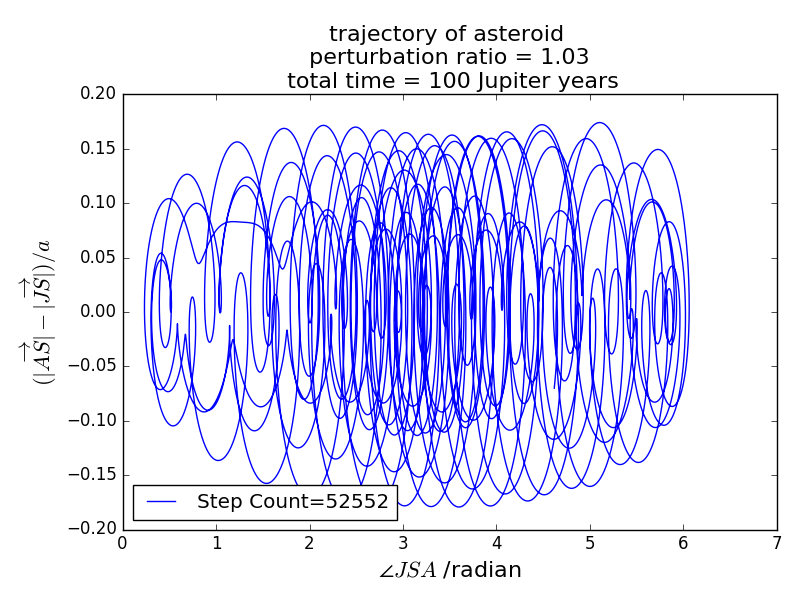 trajectory of asteroid
perturbation ratio = 1.03
total time = 100 Jupiter years
0.20
0.15
0.10
0.05
0.00
−0.05
−0.10
−0.15
−0.20
(|AS⃗| − |JS⃗|)/a
Step Count=52552
0 1 2 3 4 5 6 7
∠JSA /radian